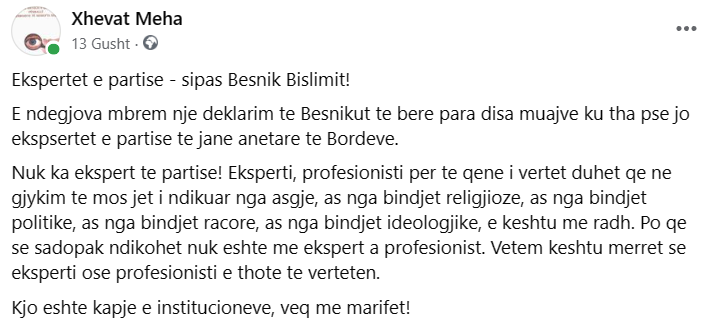 Xhevat Meha
13 Gusht ·
Ekspertet e partise - sipas Besnik Bislimit!
E ndegjova mbrem nje deklarim te Besnikut te bere para disa muajve ku tha pse jo
ekspsertet e partise te jane anetare te Bordeve.
Nuk ka ekspert te partise! Eksperti, profesionisti per te qene i vertet duhet qe ne
gjykim te mos jet i ndikuar nga asgje, as nga bindjet religjioze, as nga bindjet
politike, as nga bindjet racore, as nga bindjet ideologjike, e keshtu me radh. Po qe
se sadopak ndikohet nuk eshte me ekspert a profesionist. Vetem keshtu merret se
eksperti ose profesionisti e thote te verteten.
Kjo eshte kapje e institucioneve, veq me marifet!